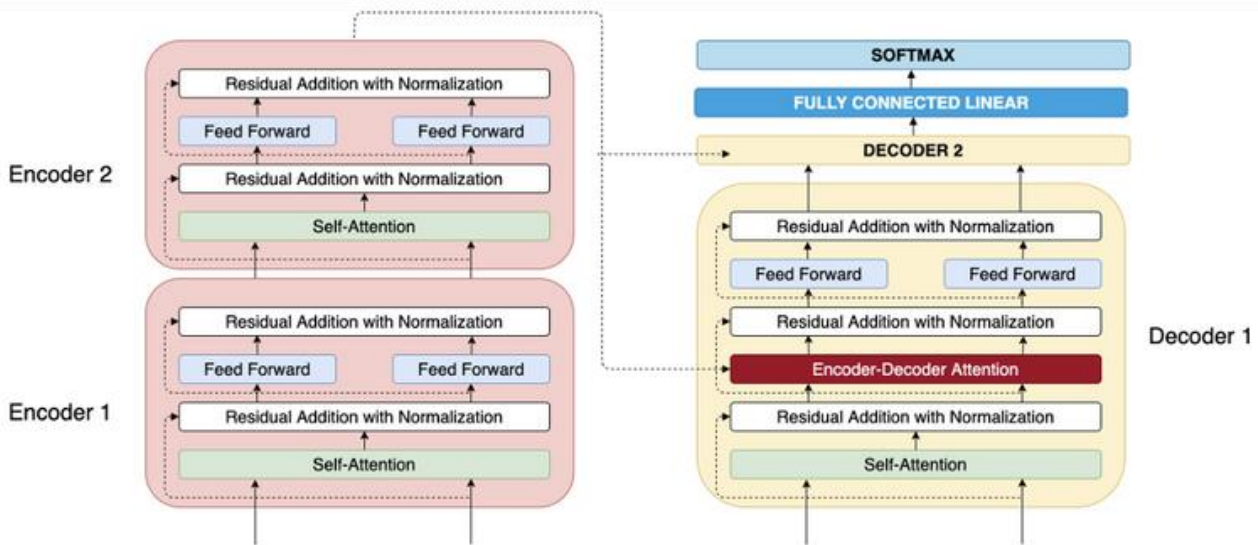 Encoder 2
Residual Addition with Normalization
Feed Forward
Feed Forward
Residual Addition with Normalization
Self-Attention
Encoder 1
Residual Addition with Normalization
Feed Forward
Feed Forward
Residual Addition with Normalization
Self-Attention
SOFTMAX
FULLY CONNECTED LINEAR
DECODER 2
Residual Addition with Normalization
Feed Forward
Feed Forward
Residual Addition with Normalization
Encoder-Decoder Attention
Residual Addition with Normalization
Self-Attention
Decoder 1